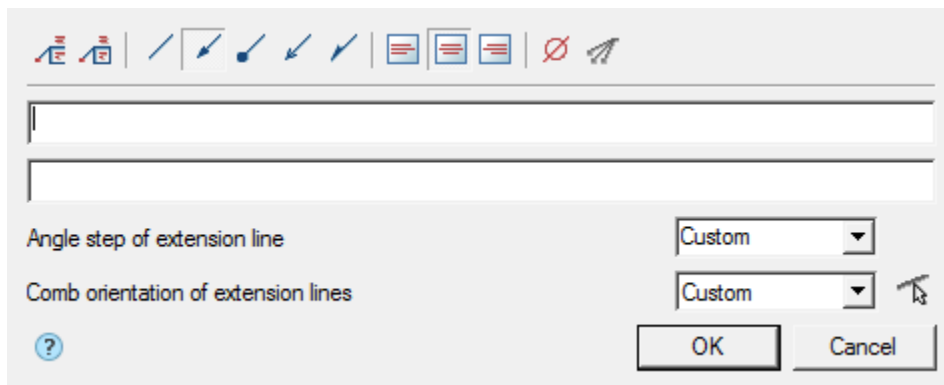 Angle step of extension line
Custom
Comb orientation of extension lines
Custom
?
OK
Cancel